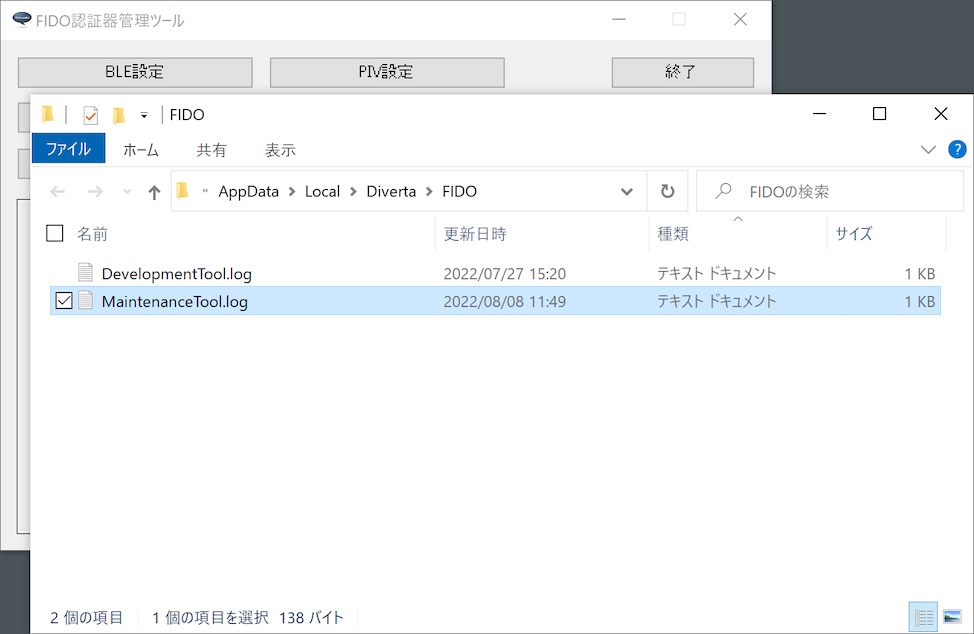 FIDO認証器管理ツール
BLE設定 PIV設定 終了
FIDO
ファイル ホーム 共有 表示 ?
« AppData > Local > Diverta > FIDO FIDOの検索
名前 更新日時 種類 サイズ
DevelopmentTool.log 2022/07/27 15:20 テキスト ドキュメント 1 KB
MaintenanceTool.log 2022/08/08 11:49 テキスト ドキュメント 1 KB
2 個の項目 1 個の項目を選択 138 バイト